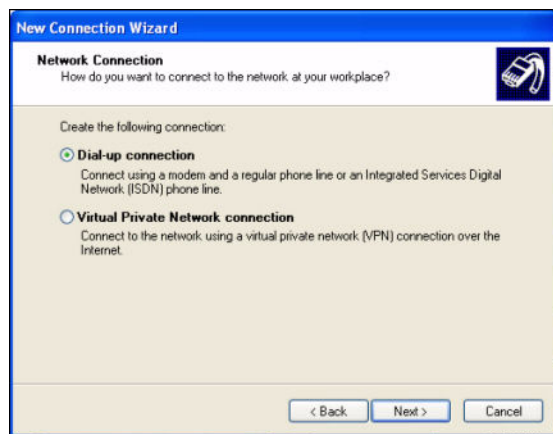 New Connection Wizard
Network Connection
How do you want to connect to the network at your workplace?
Create the following connection:
Dial-up connection
Connect using a modem and a regular phone line or an Integrated Services Digital
Network (ISDN) phone line.
Virtual Private Network connection
Connect to the network using a virtual private network (VPN) connection over the
Internet.
< Back Next > Cancel